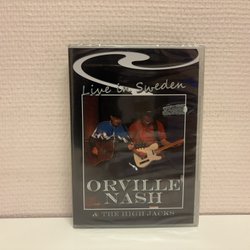 Live in Sweden
ORVILLE
NASH
& THE HIGH JACKS